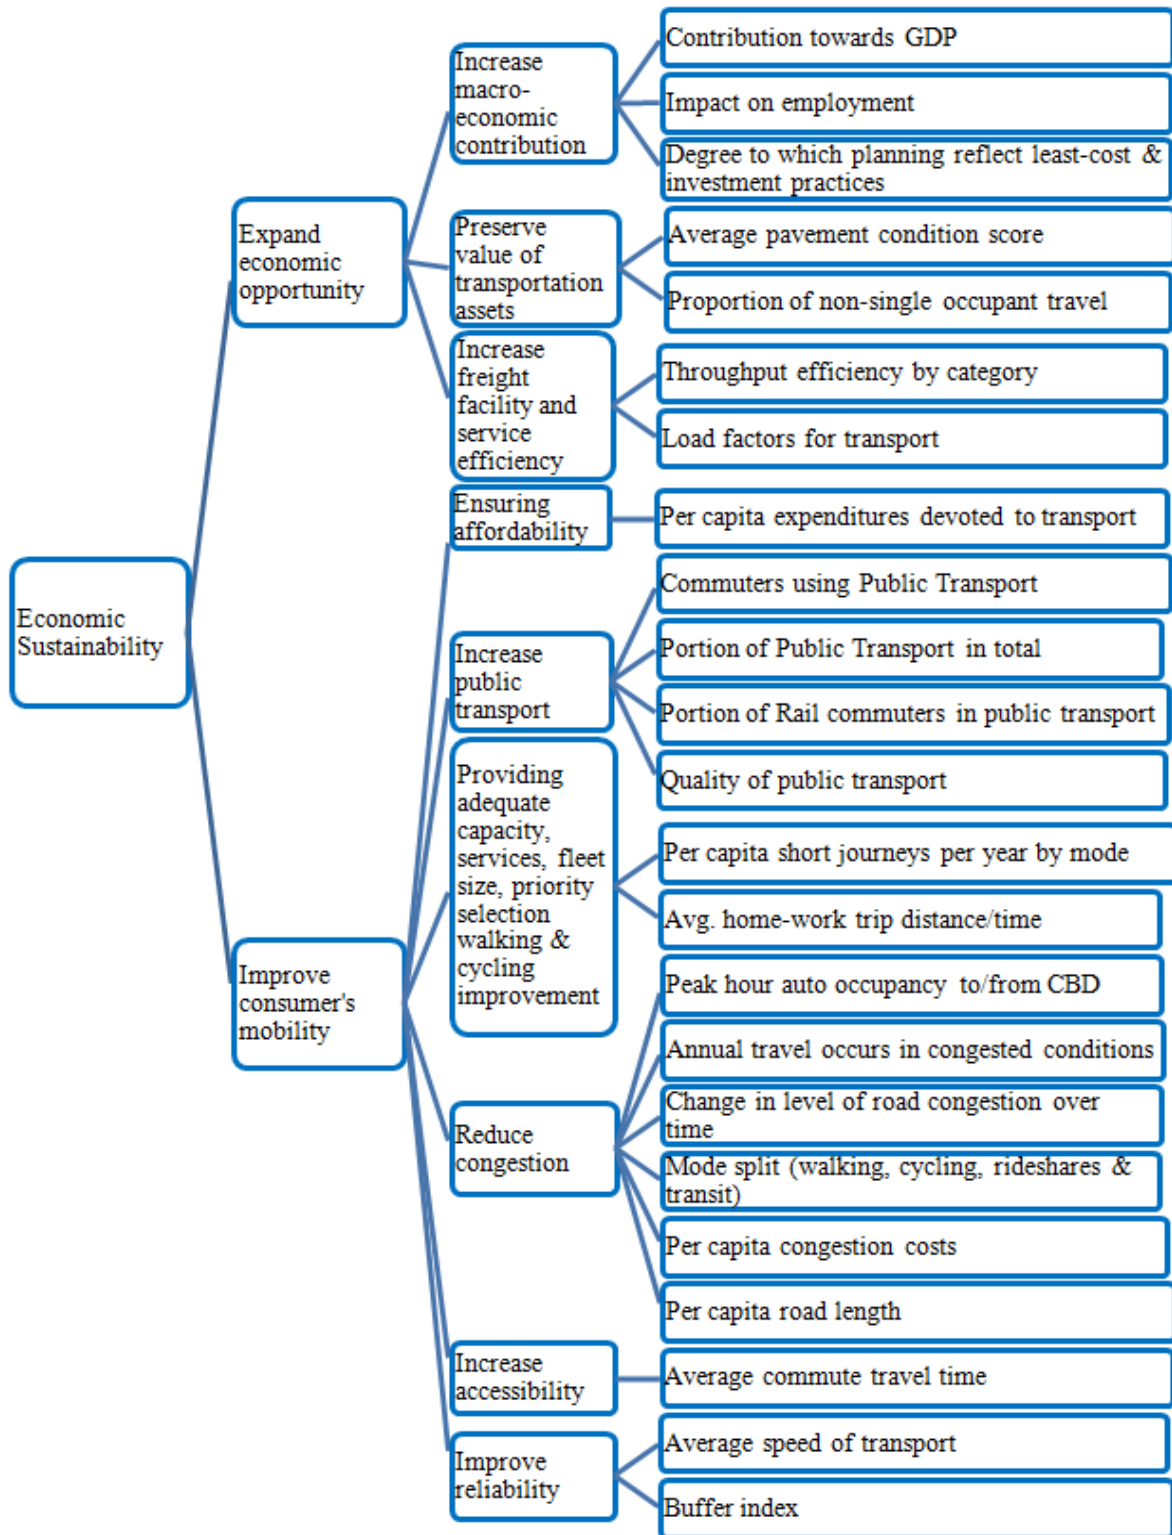 Economic
Sustainability
Expand
economic
opportunity
Increase
macro-
economic
contribution
Contribution towards GDP
Impact on employment
Degree to which planning reflect least-cost &
investment practices
Preserve
value of
transportation
assets
Average pavement condition score
Proportion of non-single occupant travel
Increase
freight
facility and
service
efficiency
Throughput efficiency by category
Load factors for transport
Improve
consumer's
mobility
Ensuring
affordability
Per capita expenditures devoted to transport
Increase
public
transport
Commuters using Public Transport
Portion of Public Transport in total
Portion of Rail commuters in public transport
Quality of public transport
Providing
adequate
capacity,
services, fleet
size, priority
selection
walking &
cycling
improvement
Per capita short journeys per year by mode
Avg. home-work trip distance/time
Reduce
congestion
Peak hour auto occupancy to/from CBD
Annual travel occurs in congested conditions
Change in level of road congestion over
time
Mode split (walking, cycling, rideshares &
transit)
Per capita congestion costs
Per capita road length
Increase
accessibility
Average commute travel time
Improve
reliability
Average speed of transport
Buffer index